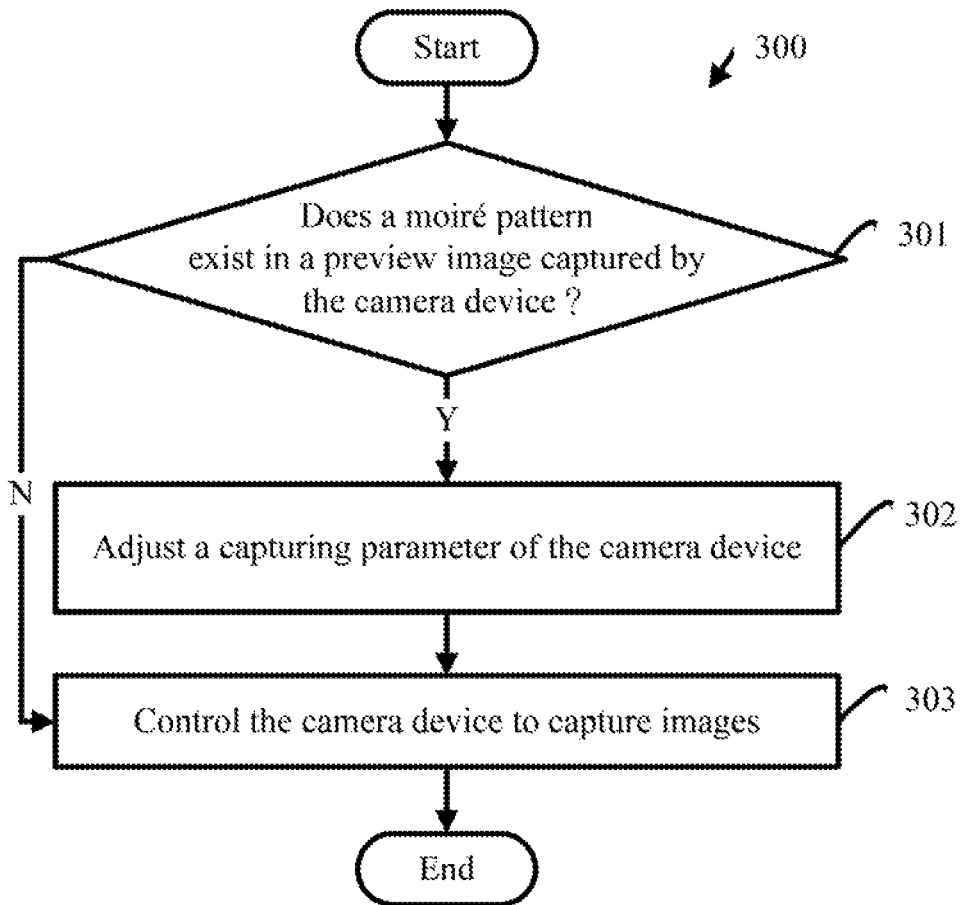 Start
300
Does a moiré pattern
exist in a preview image captured by
the camera device ?
301
Y
N
Adjust a capturing parameter of the camera device
302
Control the camera device to capture images
303
End